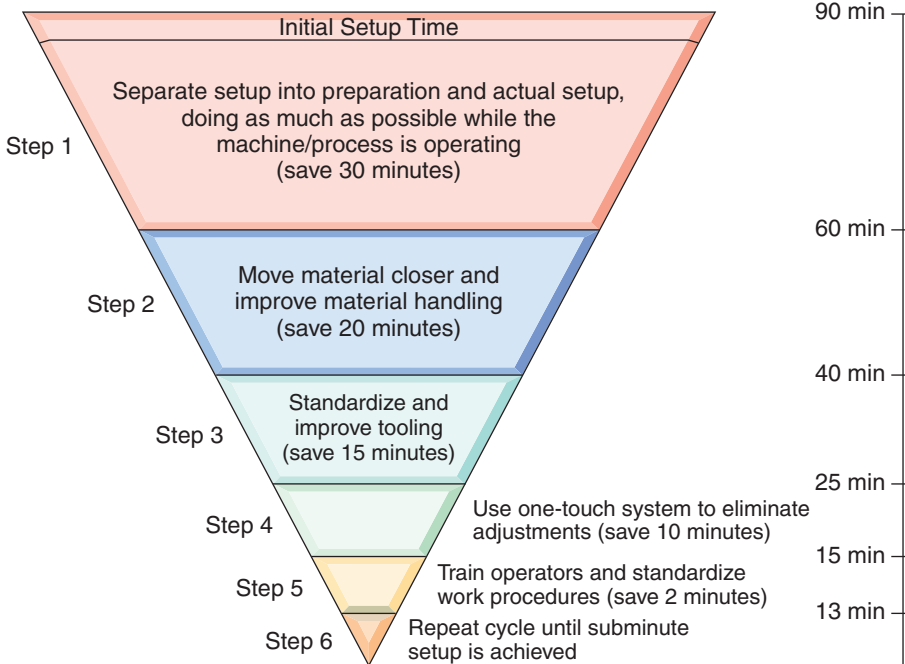 Initial Setup Time
90 min
Step 1
Separate setup into preparation and actual setup,
doing as much as possible while the
machine/process is operating
(save 30 minutes)
60 min
Step 2
Move material closer and
improve material handling
(save 20 minutes)
40 min
Step 3
Standardize and
improve tooling
(save 15 minutes)
25 min
Step 4
Use one-touch system to eliminate
adjustments (save 10 minutes)
15 min
Step 5
Train operators and standardize
work procedures (save 2 minutes)
13 min
Step 6
Repeat cycle until subminute
setup is achieved